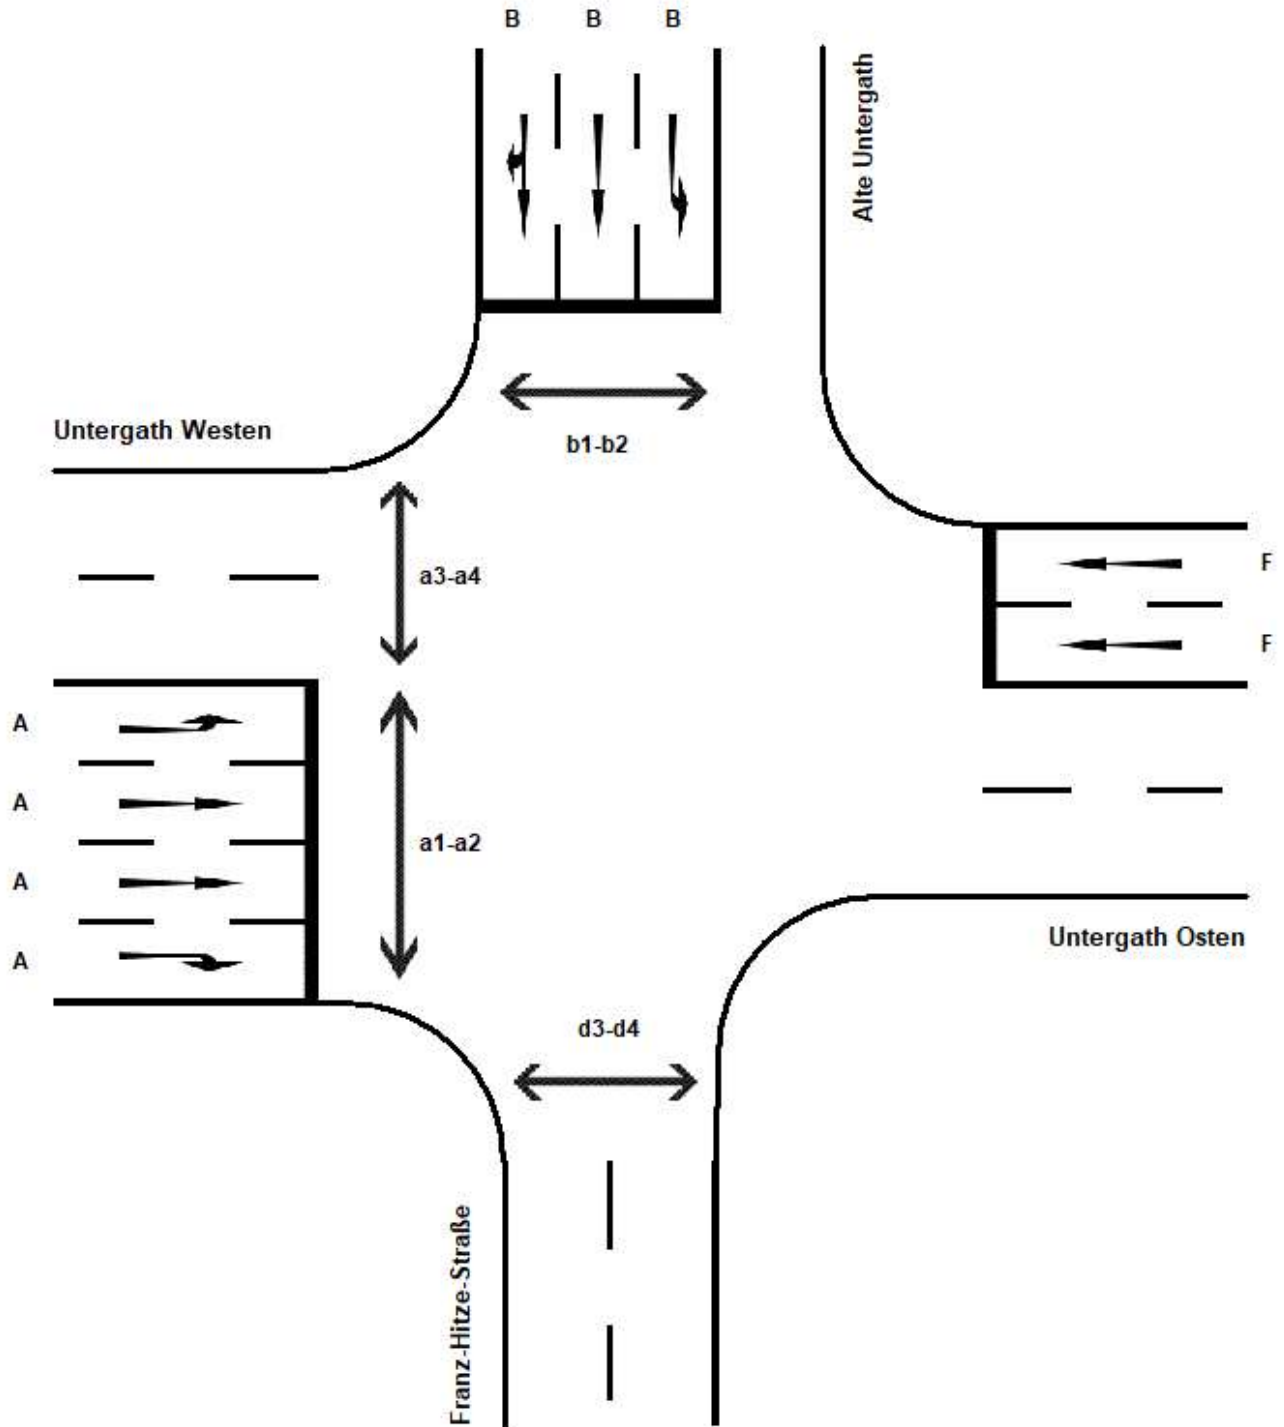 B B B
Alte Untergath
Untergath Westen
b1-b2
a3-a4
F
F
A
A
a1-a2
A
A
Untergath Osten
d3-d4
Franz-Hitze-Straße